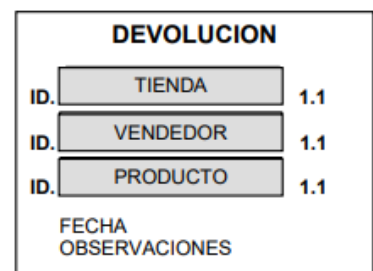 DEVOLUCION
ID. TIENDA 1.1
ID. VENDEDOR 1.1
ID. PRODUCTO 1.1
FECHA
OBSERVACIONES